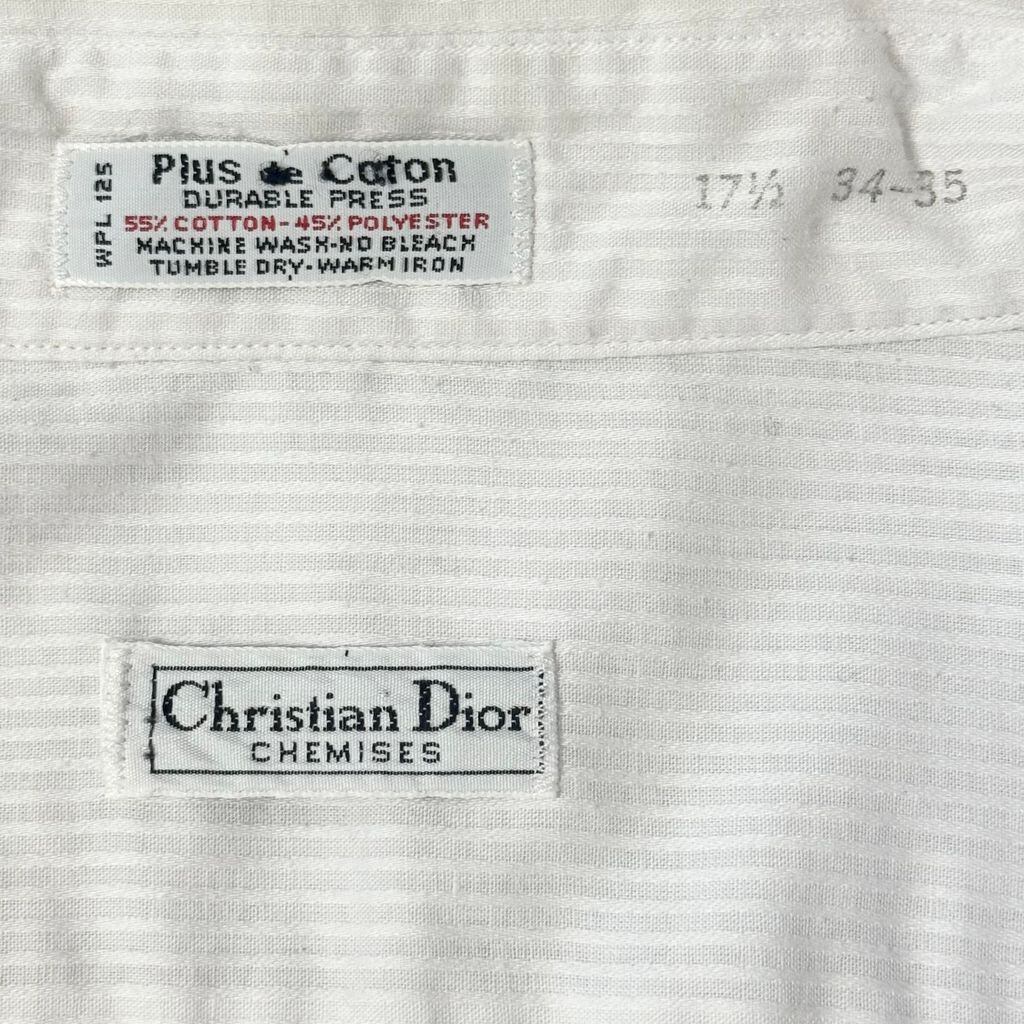 WPL 125
Plus de Coton
DURABLE PRESS
55% COTTON-45% POLYESTER
MACHINE WASH-NO BLEACH
TUMBLE DRY-WARM IRON
17½ 34-35
Christian Dior
CHEMISES